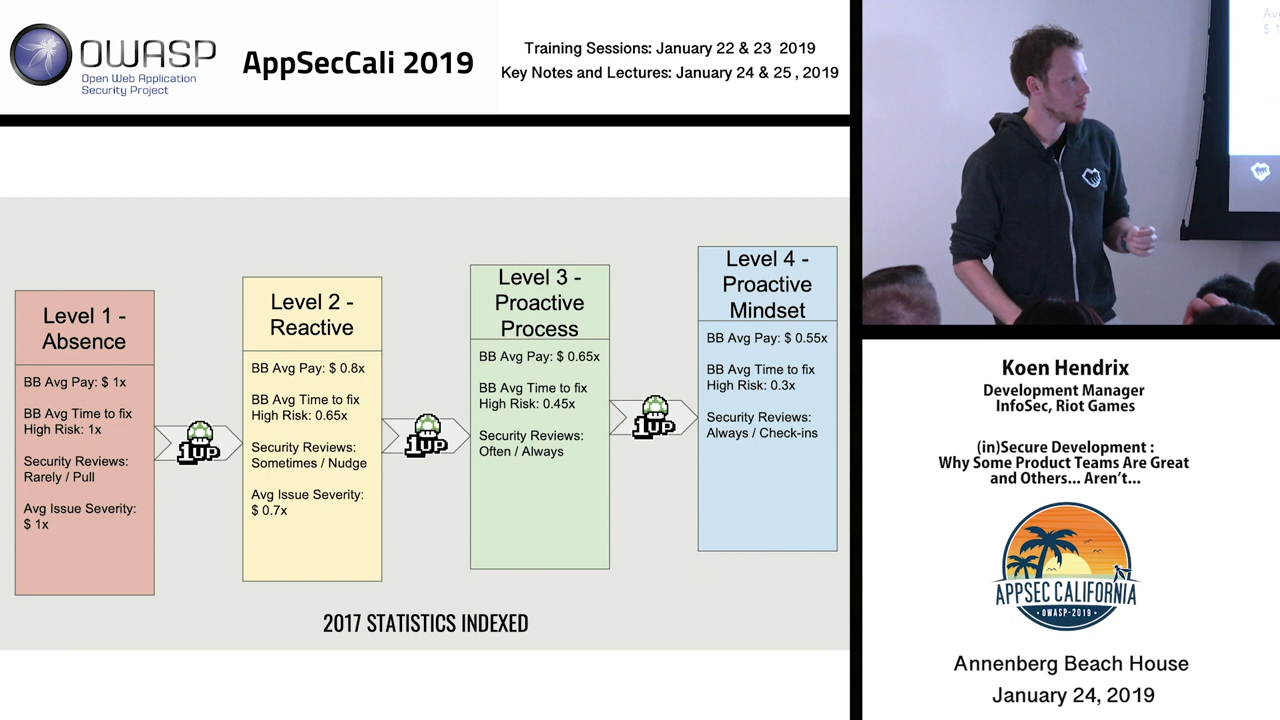 OWASP
Open Web Application
Security Project
AppSecCali 2019
Training Sessions: January 22 & 23 2019
Key Notes and Lectures: January 24 & 25 , 2019
Level 1 -
Absence
BB Avg Pay: $ 1x
BB Avg Time to fix
High Risk: 1x
Security Reviews:
Rarely / Pull
Avg Issue Severity:
$ 1x
1UP
Level 2 -
Reactive
BB Avg Pay: $ 0.8x
BB Avg Time to fix
High Risk: 0.65x
Security Reviews:
Sometimes / Nudge
Avg Issue Severity:
$ 0.7x
1UP
Level 3 -
Proactive
Process
BB Avg Pay: $ 0.65x
BB Avg Time to fix
High Risk: 0.45x
Security Reviews:
Often / Always
1UP
Level 4 -
Proactive
Mindset
BB Avg Pay: $ 0.55x
BB Avg Time to fix
High Risk: 0.3x
Security Reviews:
Always / Check-ins
2017 STATISTICS INDEXED
Koen Hendrix
Development Manager
InfoSec, Riot Games
(in)Secure Development :
Why Some Product Teams Are Great
and Others... Aren't...
APPSEC CALIFORNIA
• OWASP-2019 •
Annenberg Beach House
January 24, 2019